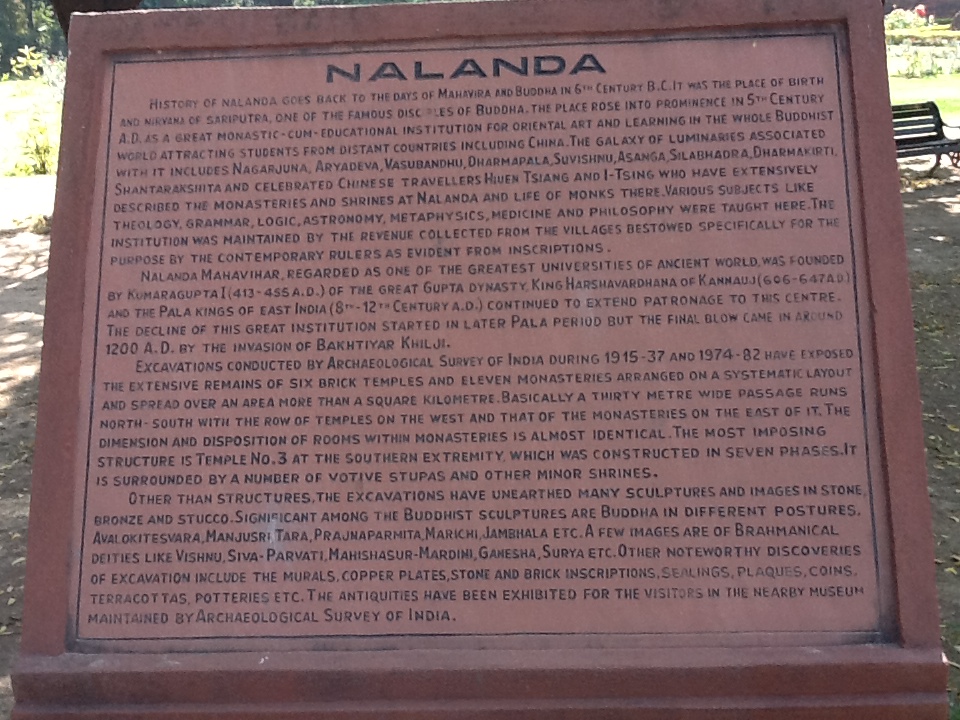 NALANDA
HISTORY OF NALANDA GOES BACK TO THE DAYS OF MAHAVIRA AND BUDDHA IN 6TH CENTURY B.C. IT WAS THE PLACE OF BIRTH
AND NIRVANA OF SARIPUTRA, ONE OF THE FAMOUS DISCIPLES OF BUDDHA. THE PLACE ROSE INTO PROMINENCE IN 5TH CENTURY
A.D. AS A GREAT MONASTIC-CUM-EDUCATIONAL INSTITUTION FOR ORIENTAL ART AND LEARNING IN THE WHOLE BUDDHIST
WORLD ATTRACTING STUDENTS FROM DISTANT COUNTRIES INCLUDING CHINA. THE GALAXY OF LUMINARIES ASSOCIATED
WITH IT INCLUDES NAGARJUNA, ARYADEVA, VASUBANDHU, DHARMAPALA, SUVISHNU, ASANGA, SILABHADRA, DHARMAKIRTI,
SHANTARAKSHITA AND CELEBRATED CHINESE TRAVELLERS HIUEN TSIANG AND I-TSING WHO HAVE EXTENSIVELY
DESCRIBED THE MONASTERIES AND SHRINES AT NALANDA AND LIFE OF MONKS THERE. VARIOUS SUBJECTS LIKE
THEOLOGY, GRAMMAR, LOGIC, ASTRONOMY, METAPHYSICS, MEDICINE AND PHILOSOPHY WERE TAUGHT HERE. THE
INSTITUTION WAS MAINTAINED BY THE REVENUE COLLECTED FROM THE VILLAGES BESTOWED SPECIFICALLY FOR THE
PURPOSE BY THE CONTEMPORARY RULERS AS EVIDENT FROM INSCRIPTIONS.
NALANDA MAHAVIHAR, REGARDED AS ONE OF THE GREATEST UNIVERSITIES OF ANCIENT WORLD, WAS FOUNDED
BY KUMARAGUPTA I (413-455 A.D.) OF THE GREAT GUPTA DYNASTY. KING HARSHAVARDHANA OF KANNAUJ (606-647 A.D)
AND THE PALA KINGS OF EAST INDIA (8TH-12TH CENTURY A.D.) CONTINUED TO EXTEND PATRONAGE TO THIS CENTRE.
THE DECLINE OF THIS GREAT INSTITUTION STARTED IN LATER PALA PERIOD BUT THE FINAL BLOW CAME IN AROUND
1200 A.D. BY THE INVASION OF BAKHTIYAR KHILJI.
EXCAVATIONS CONDUCTED BY ARCHAEOLOGICAL SURVEY OF INDIA DURING 1915-37 AND 1974-82 HAVE EXPOSED
THE EXTENSIVE REMAINS OF SIX BRICK TEMPLES AND ELEVEN MONASTERIES ARRANGED ON A SYSTEMATIC LAYOUT
AND SPREAD OVER AN AREA MORE THAN A SQUARE KILOMETRE. BASICALLY A THIRTY METRE WIDE PASSAGE RUNS
NORTH-SOUTH WITH THE ROW OF TEMPLES ON THE WEST AND THAT OF THE MONASTERIES ON THE EAST OF IT. THE
DIMENSION AND DISPOSITION OF ROOMS WITHIN MONASTERIES IS ALMOST IDENTICAL. THE MOST IMPOSING
STRUCTURE IS TEMPLE NO. 3 AT THE SOUTHERN EXTREMITY, WHICH WAS CONSTRUCTED IN SEVEN PHASES. IT
IS SURROUNDED BY A NUMBER OF VOTIVE STUPAS AND OTHER MINOR SHRINES.
OTHER THAN STRUCTURES, THE EXCAVATIONS HAVE UNEARTHED MANY SCULPTURES AND IMAGES IN STONE,
BRONZE AND STUCCO. SIGNIFICANT AMONG THE BUDDHIST SCULPTURES ARE BUDDHA IN DIFFERENT POSTURES,
AVALOKITESVARA, MANJUSRI, TARA, PRAJNAPARMITA, MARICHI, JAMBHALA ETC. A FEW IMAGES ARE OF BRAHMANICAL
DEITIES LIKE VISHNU, SIVA-PARVATI, MAHISHASUR-MARDINI, GANESHA, SURYA ETC. OTHER NOTEWORTHY DISCOVERIES
OF EXCAVATION INCLUDE THE MURALS, COPPER PLATES, STONE AND BRICK INSCRIPTIONS, SEALINGS, PLAQUES, COINS,
TERRACOTTAS, POTTERIES ETC. THE ANTIQUITIES HAVE BEEN EXHIBITED FOR THE VISITORS IN THE NEARBY MUSEUM
MAINTAINED BY ARCHAEOLOGICAL SURVEY OF INDIA.